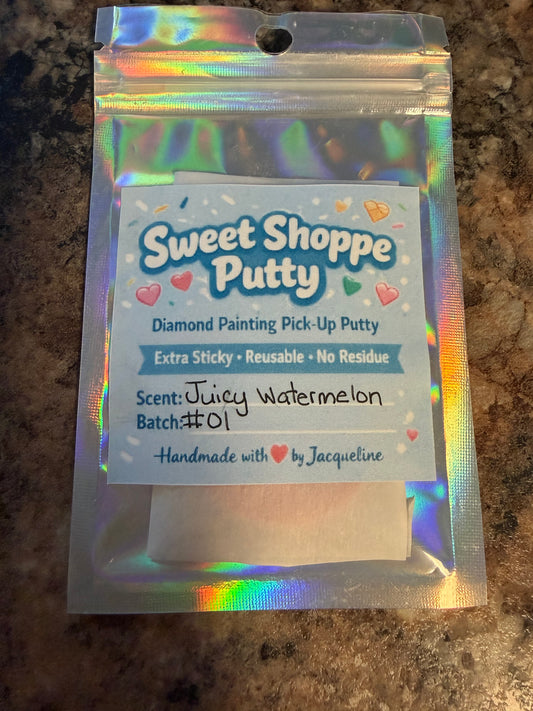 Sweet Shoppe
Putty
Diamond Painting Pick-Up Putty
Extra Sticky • Reusable • No Residue
Scent: Juicy Watermelon
Batch: #01
Handmade with ❤ by Jacqueline